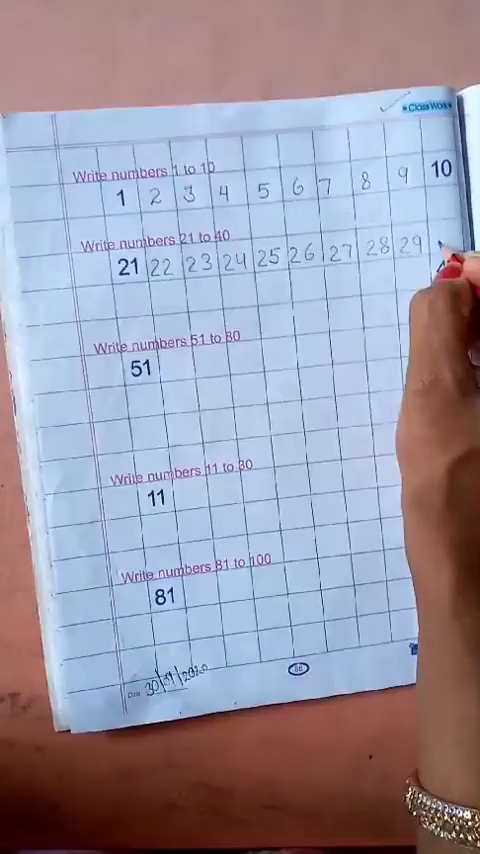 Class Work
Write numbers 1 to 10
1 2 3 4 5 6 7 8 9 10
Write numbers 21 to 40
21 22 23 24 25 26 27 28 29
Write numbers 51 to 80
51
Write numbers 11 to 30
11
Write numbers 81 to 100
81
Date 30/01/2020